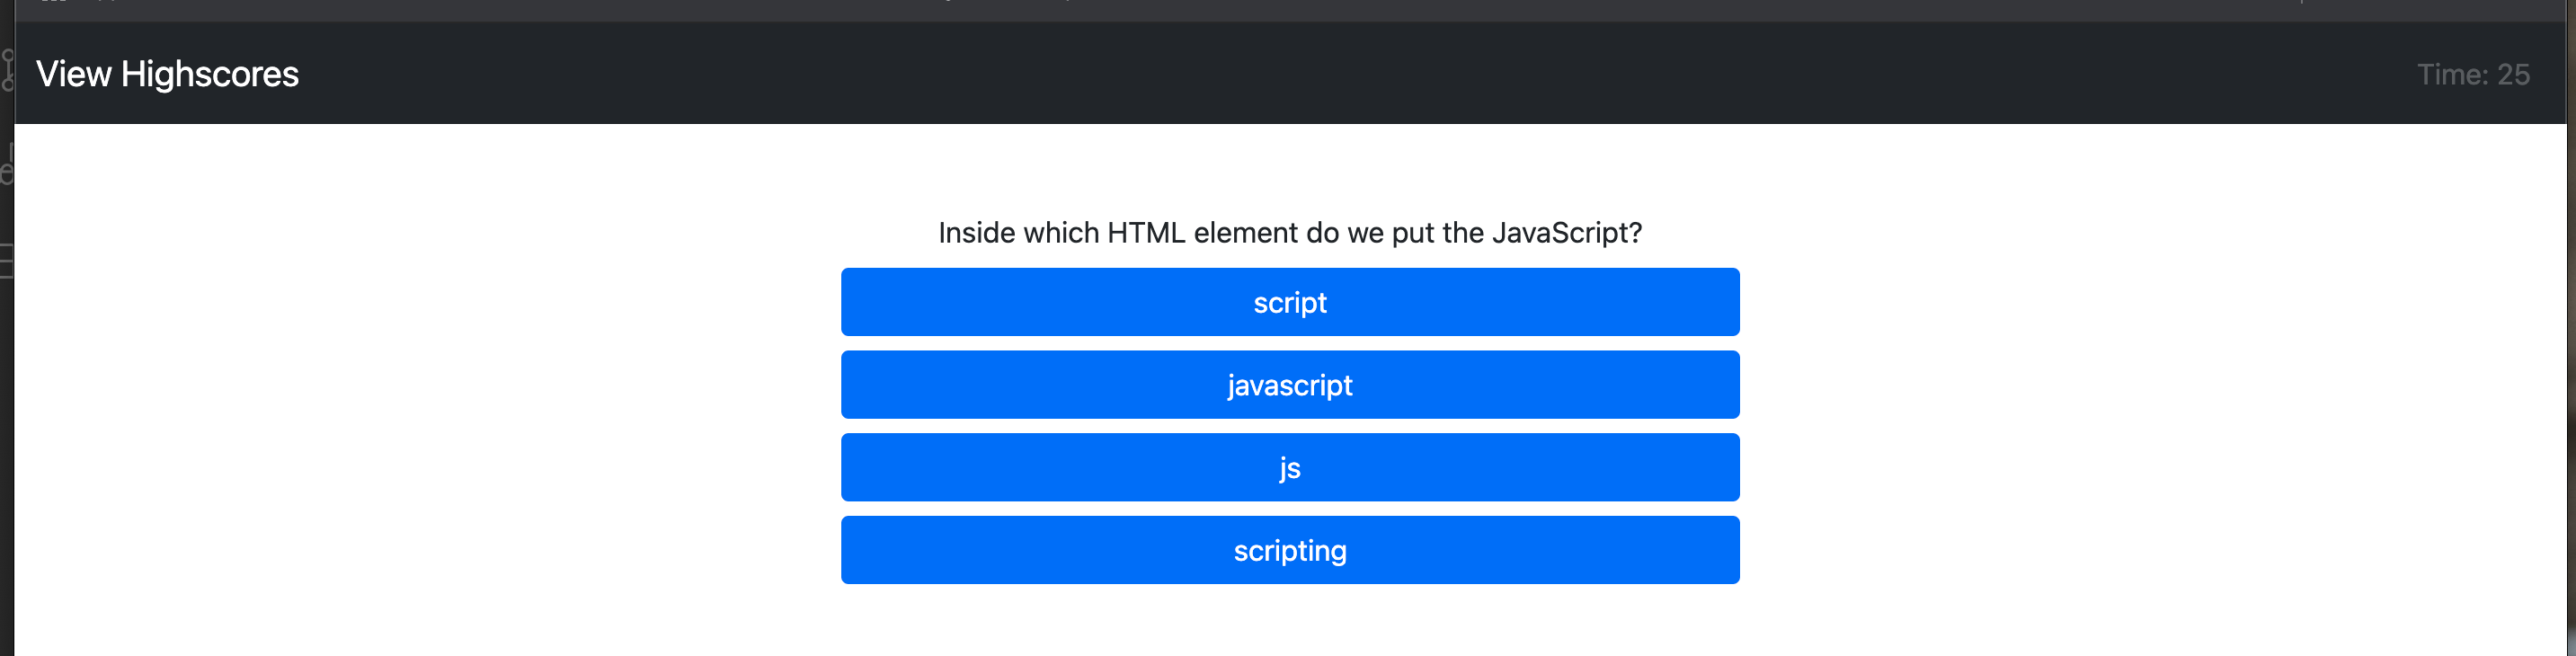 View Highscores
Time: 25
Inside which HTML element do we put the JavaScript?
script
javascript
js
scripting